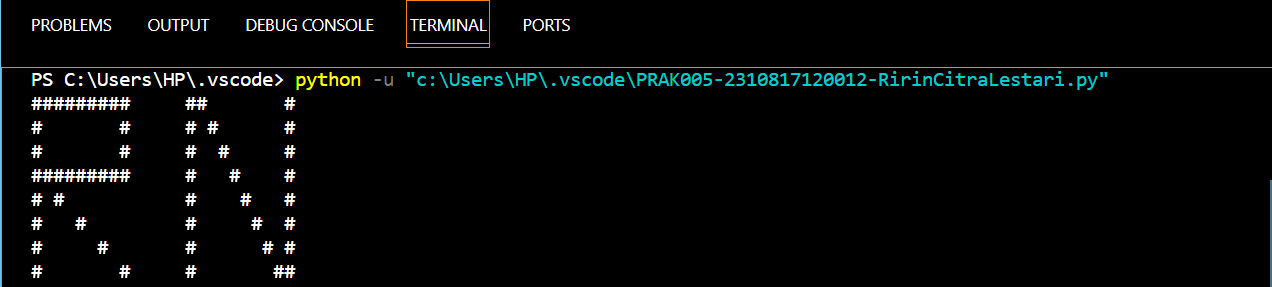 PROBLEMS OUTPUT DEBUG CONSOLE TERMINAL PORTS
PS C:\Users\HP\.vscode> python -u "c:\Users\HP\.vscode\PRAK005-2310817120012-RirinCitraLestari.py"
#########     ##       #
#       #     # #      #
#       #     #  #     #
#########     #   #    #
# #           #    #   #
#   #         #     #  #
#     #       #      # #
#       #     #       ##